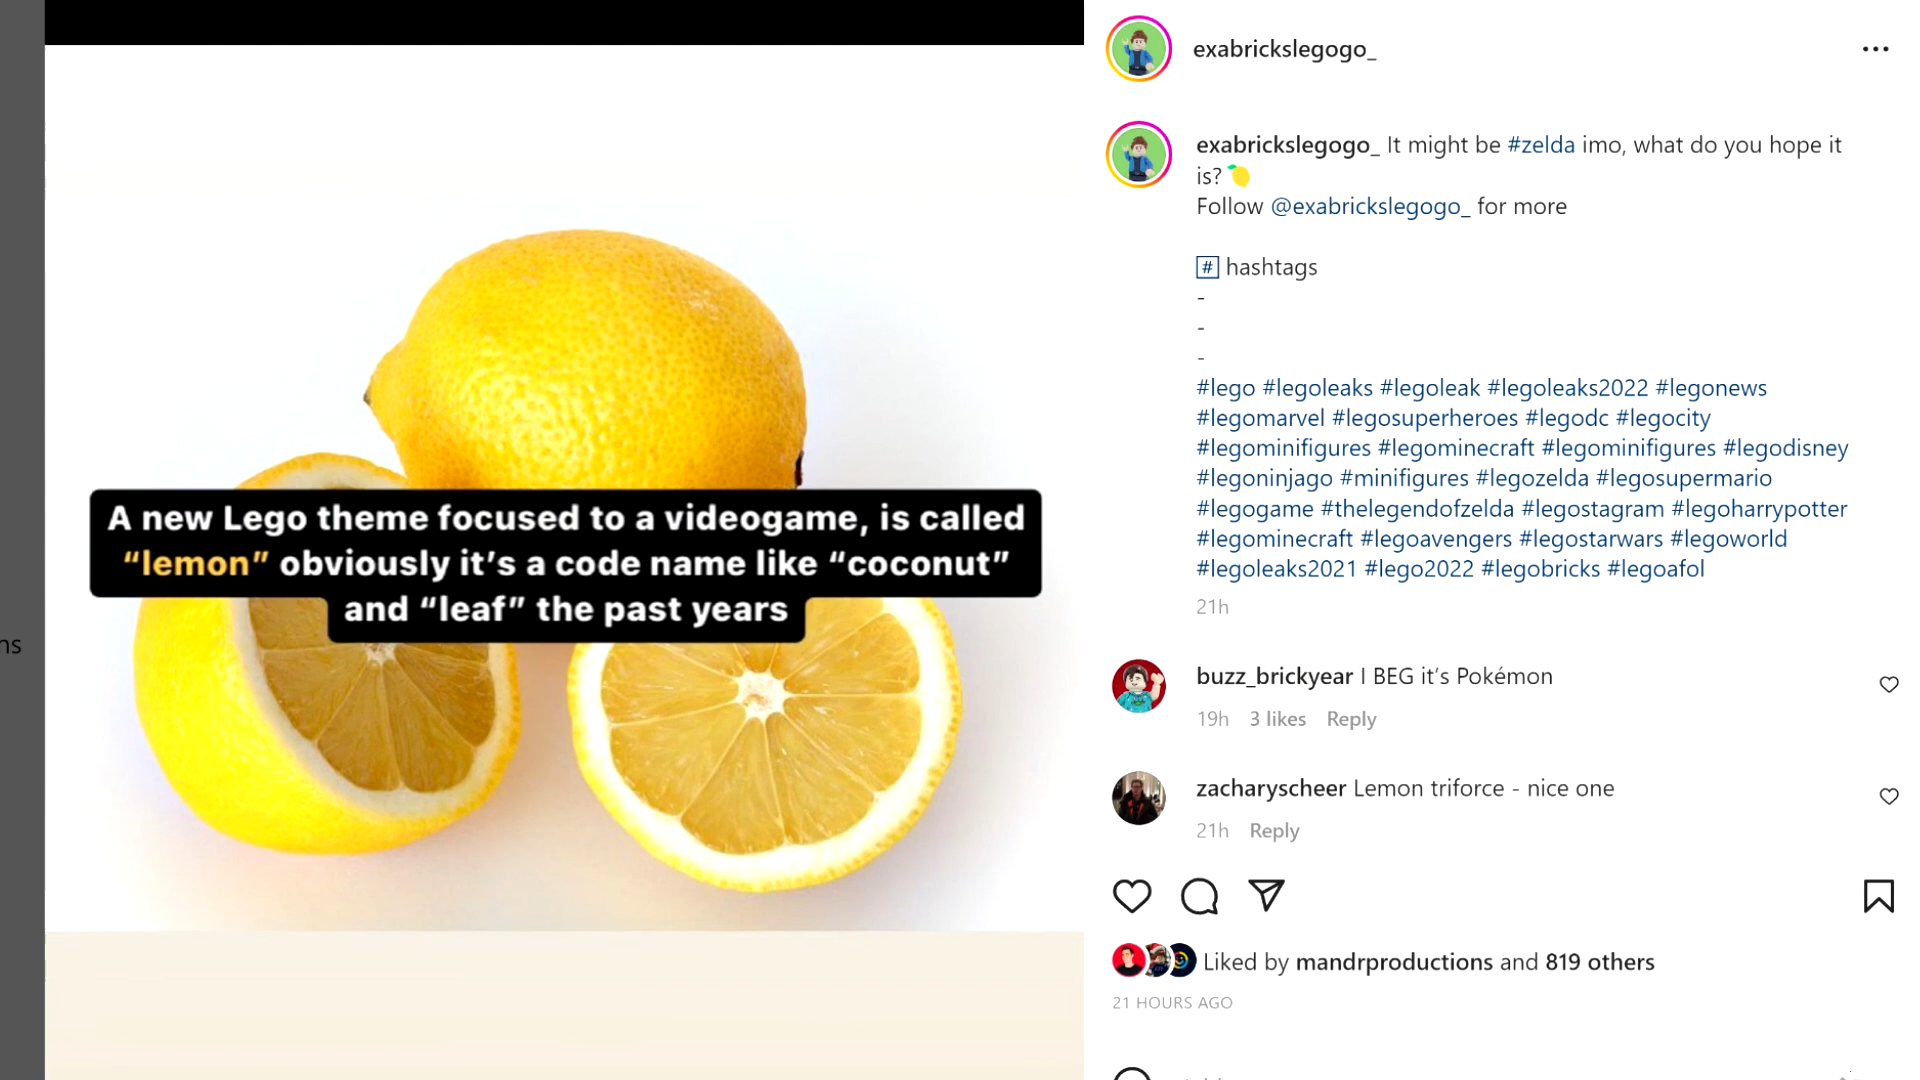 A new Lego theme focused to a videogame, is called
“lemon” obviously it’s a code name like “coconut”
and “leaf” the past years
ns
exabrickslegogo_
exabrickslegogo_ It might be #zelda imo, what do you hope it
is?🍋
Follow @exabrickslegogo_ for more
#️⃣ hashtags
-
-
-
#lego #legoleaks #legoleak #legoleaks2022 #legonews
#legomarvel #legosuperheroes #legodc #legocity
#legominifigures #legominecraft #legominifigures #legodisney
#legoninjago #minifigures #legozelda #legosupermario
#legogame #thelegendofzelda #legostagram #legoharrypotter
#legominecraft #legoavengers #legostarwars #legoworld
#legoleaks2021 #lego2022 #legobricks #legoafol
21h
buzz_brickyear I BEG it’s Pokémon
19h 3 likes Reply
zacharyscheer Lemon triforce - nice one
21h Reply
Liked by mandrproductions and 819 others
21 HOURS AGO